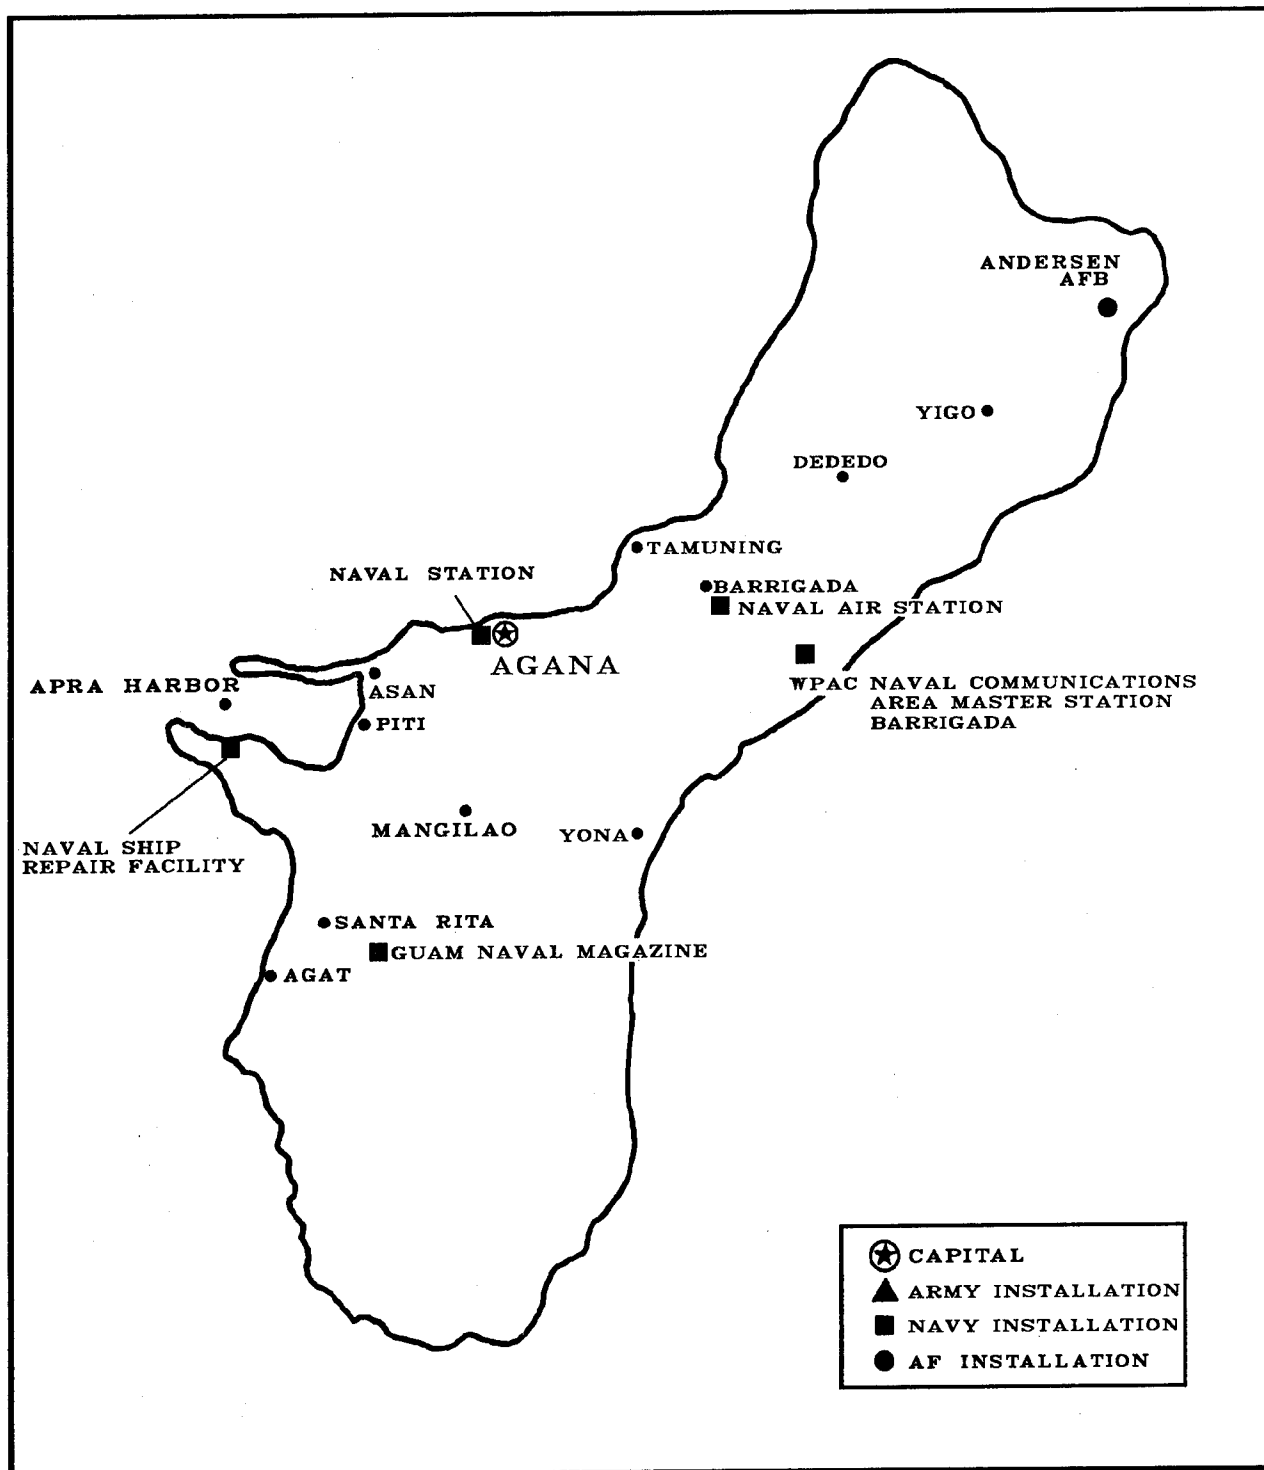 ANDERSEN
AFB
YIGO
DEDEDO
TAMUNING
NAVAL STATION
BARRIGADA
NAVAL AIR STATION
AGANA
APRA HARBOR
ASAN
WPAC NAVAL COMMUNICATIONS
AREA MASTER STATION
BARRIGADA
PITI
MANGILAO
YONA
NAVAL SHIP
REPAIR FACILITY
SANTA RITA
GUAM NAVAL MAGAZINE
AGAT
CAPITAL
ARMY INSTALLATION
NAVY INSTALLATION
AF INSTALLATION